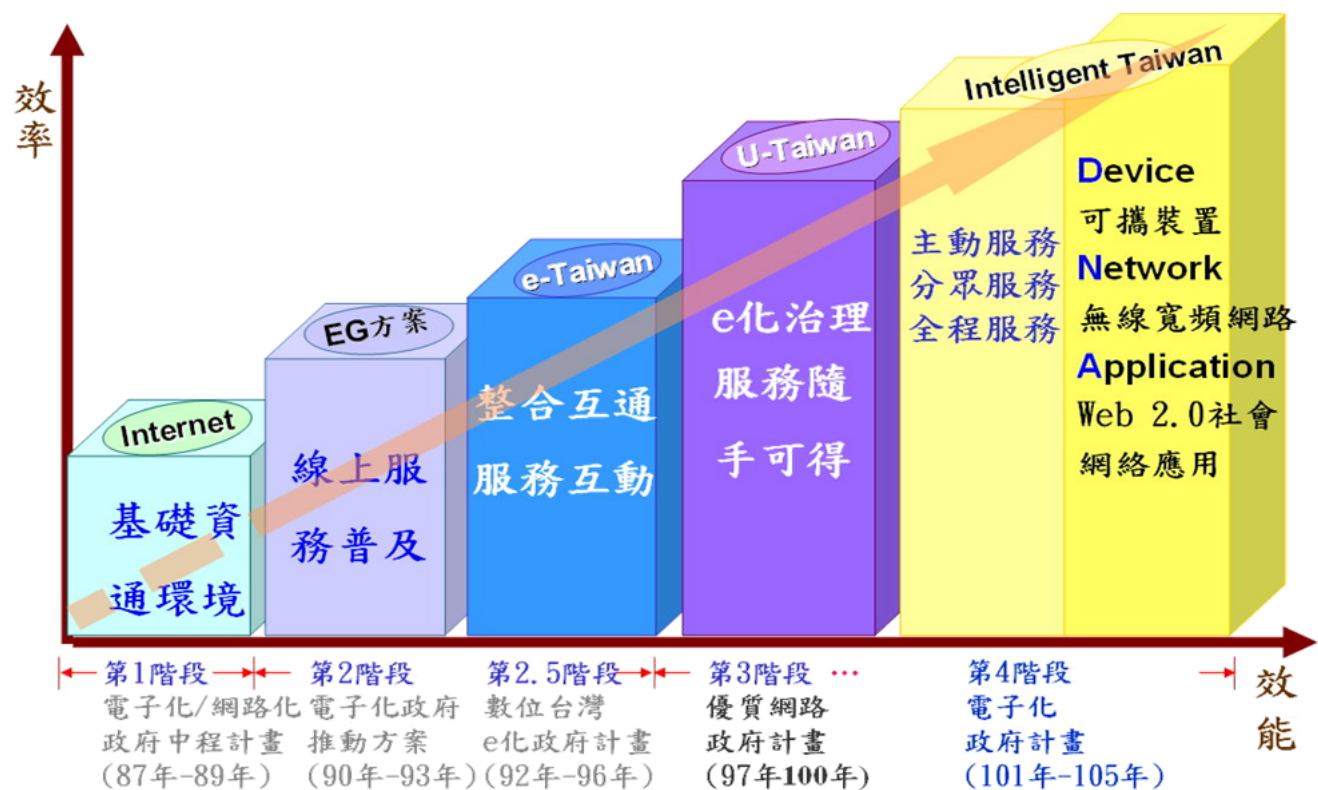 效
率
Internet
基礎資
通環境
EG方案
線上服
務普及
e-Taiwan
整合互通
服務互動
U-Taiwan
e化治理
服務隨
手可得
Intelligent Taiwan
主動服務
分眾服務
全程服務
Device
可攜裝置
Network
無線寬頻網路
Application
Web 2.0社會
網絡應用
第1階段
電子化/網路化
政府中程計畫
(87年-89年)
第2階段
電子化政府
推動方案
(90年-93年)
第2.5階段
數位台灣
e化政府計畫
(92年-96年)
第3階段 …
優質網路
政府計畫
(97年100年)
第4階段
電子化
政府計畫
(101年-105年)
效
能